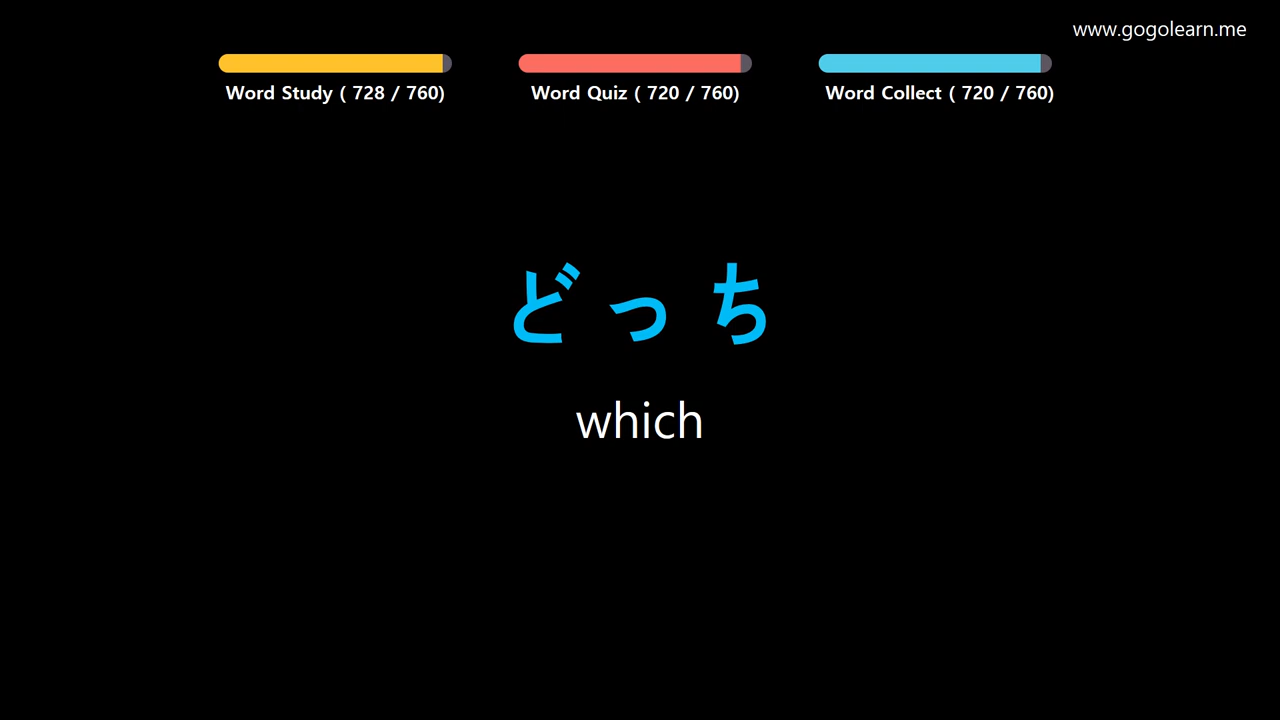 www.gogolearn.me
Word Study ( 728 / 760)
Word Quiz ( 720 / 760)
Word Collect ( 720 / 760)
どっち
which